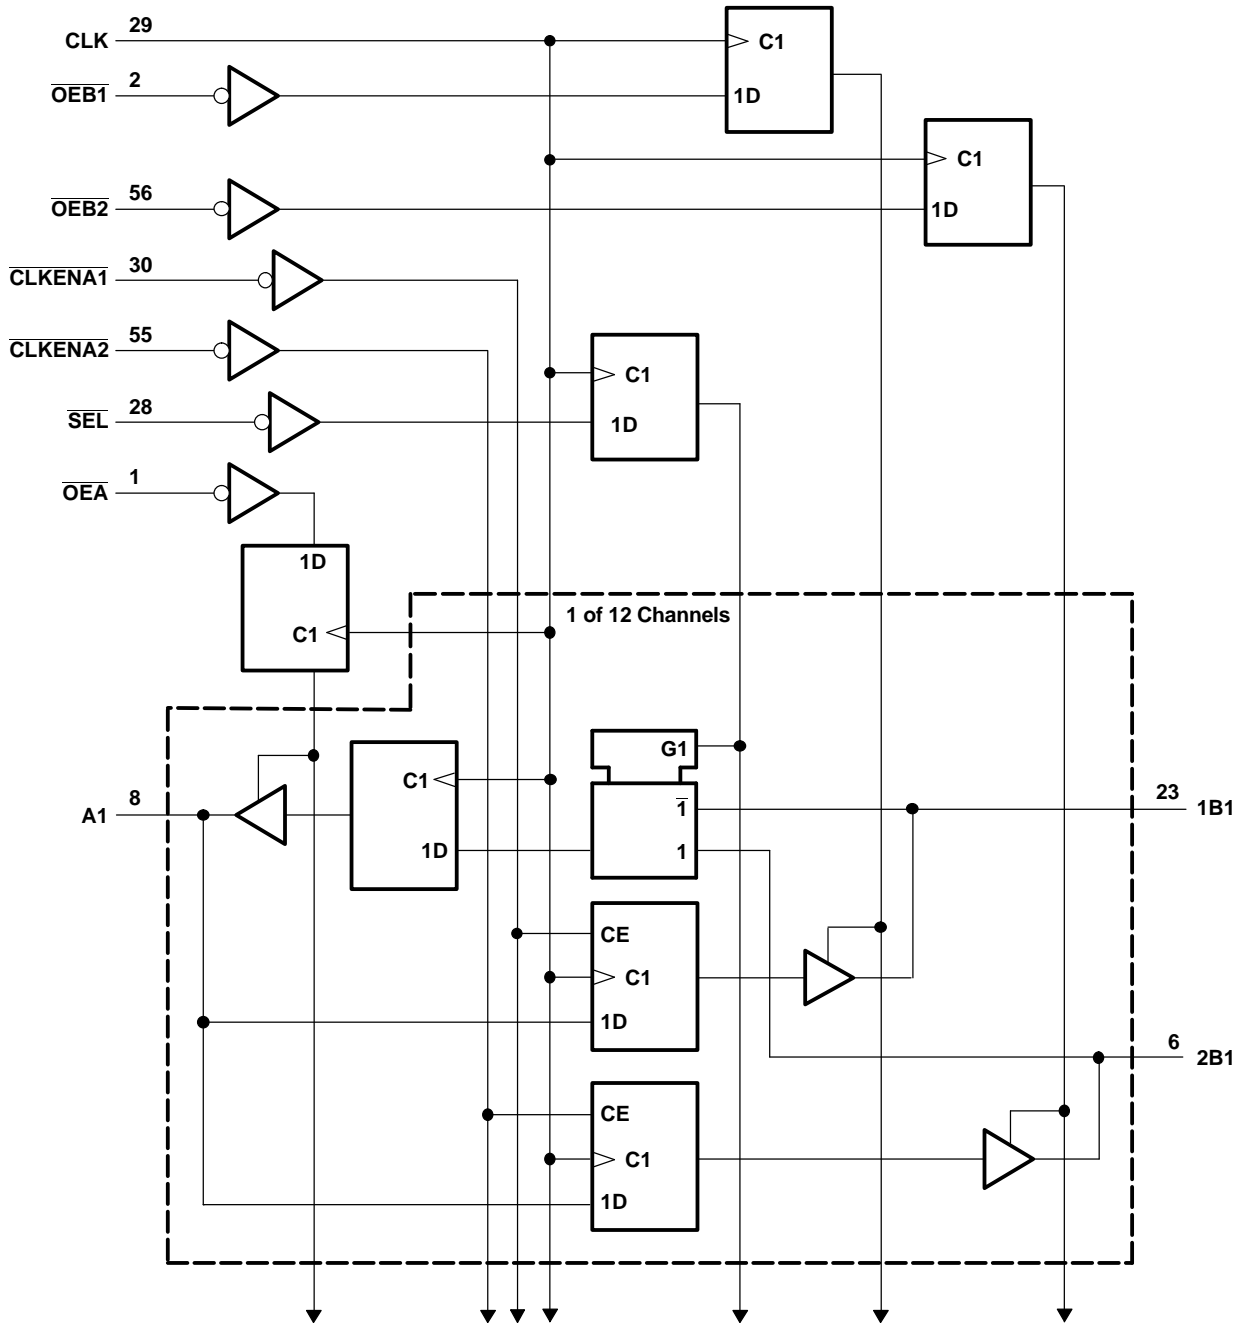 CLK 29
C1
1D
OEB1 2
C1
1D
OEB2 56
CLKENA1 30
CLKENA2 55
C1
1D
SEL 28
OEA 1
1D
C1
1 of 12 Channels
G1
C1
1
1D
1
A1 8
23 1B1
CE
C1
1D
6 2B1
CE
C1
1D